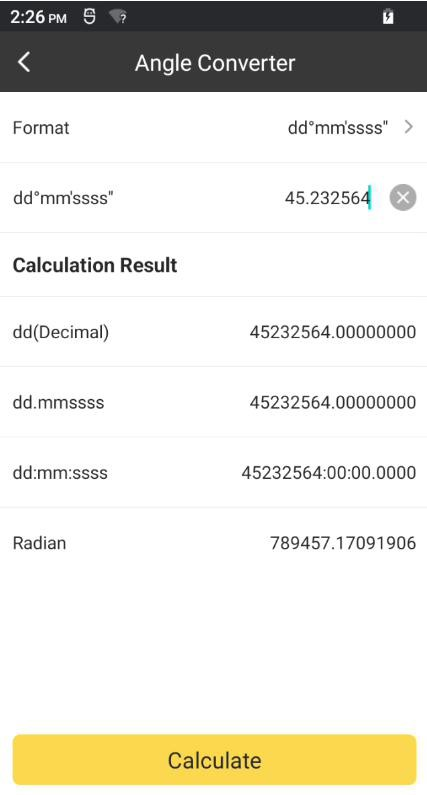 2:26 PM ?
Angle Converter
Format dd°mm'ssss"
dd°mm'ssss" 45.232564
Calculation Result
dd(Decimal) 45232564.00000000
dd.mmssss 45232564.00000000
dd:mm:ssss 45232564:00:00.0000
Radian 789457.17091906
Calculate